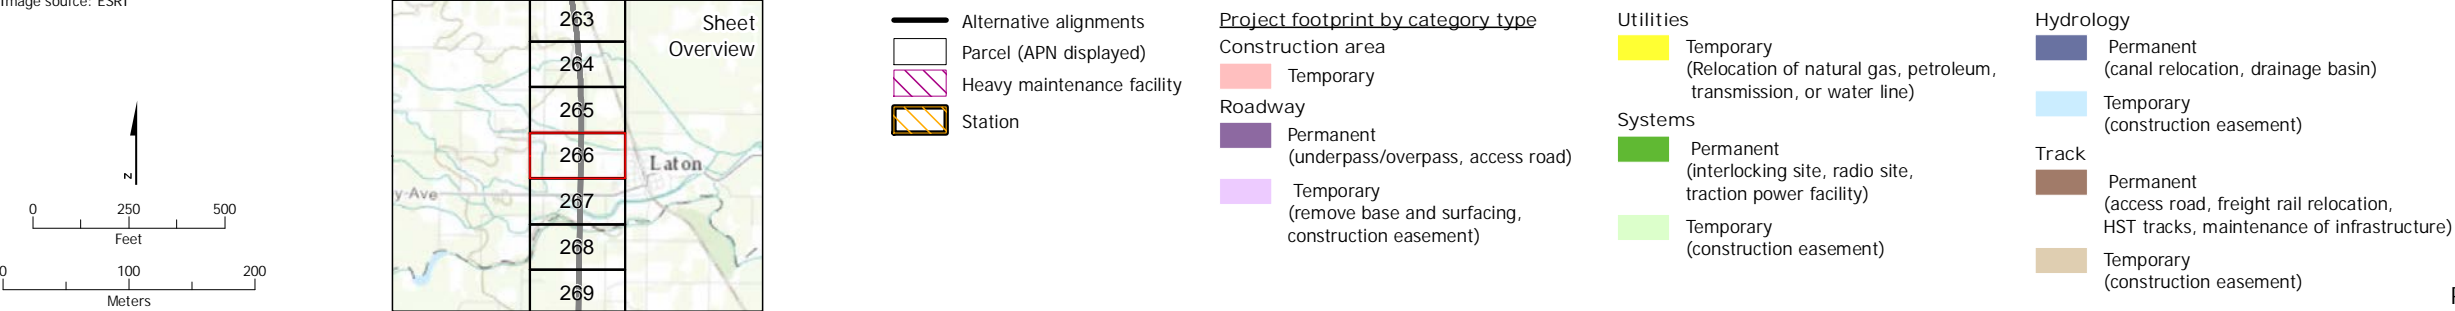 Image source: ESRI
N
0 250 500
Feet
0 100 200
Meters
Sheet
Overview
263
264
265
266
267
268
269
Laton
y-Ave
Alternative alignments
Parcel (APN displayed)
Heavy maintenance facility
Station
Project footprint by category type
Construction area
Temporary
Roadway
Permanent
(underpass/overpass, access road)
Temporary
(remove base and surfacing,
construction easement)
Utilities
Temporary
(Relocation of natural gas, petroleum,
transmission, or water line)
Systems
Permanent
(interlocking site, radio site,
traction power facility)
Temporary
(construction easement)
Hydrology
Permanent
(canal relocation, drainage basin)
Temporary
(construction easement)
Track
Permanent
(access road, freight rail relocation,
HST tracks, maintenance of infrastructure)
Temporary
(construction easement)